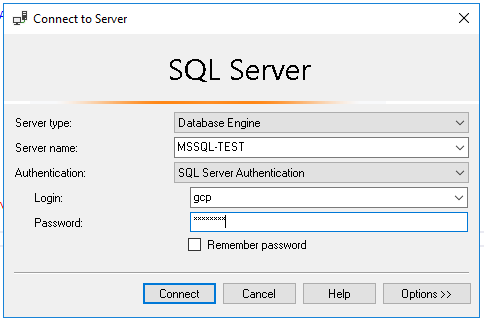 Connect to Server
SQL Server
Server type: Database Engine
Server name: MSSQL-TEST
Authentication: SQL Server Authentication
Login: gcp
Password: ********
Remember password
Connect Cancel Help Options >>